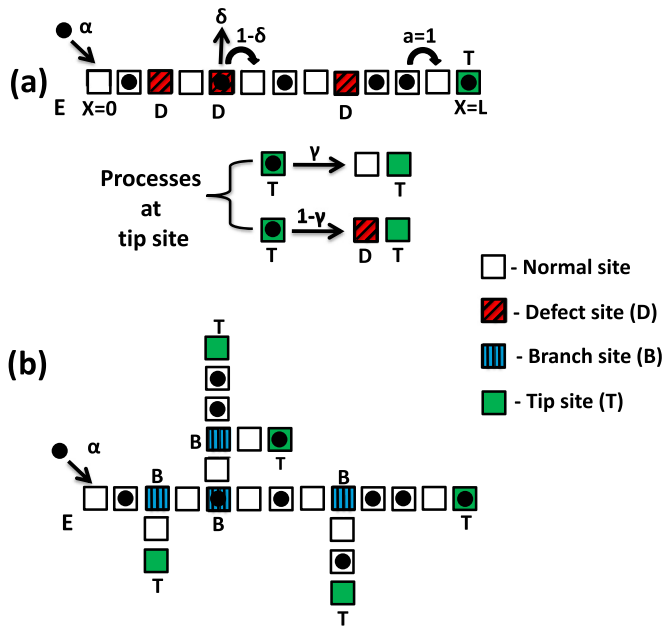 α
δ
1-δ
a=1
T
(a)
E X=0 D D D X=L
Processes
at
tip site
γ
T T
1-γ
T D T
- Normal site
- Defect site (D)
- Branch site (B)
- Tip site (T)
(b)
T
B
T
α
B B
E B T
T
T